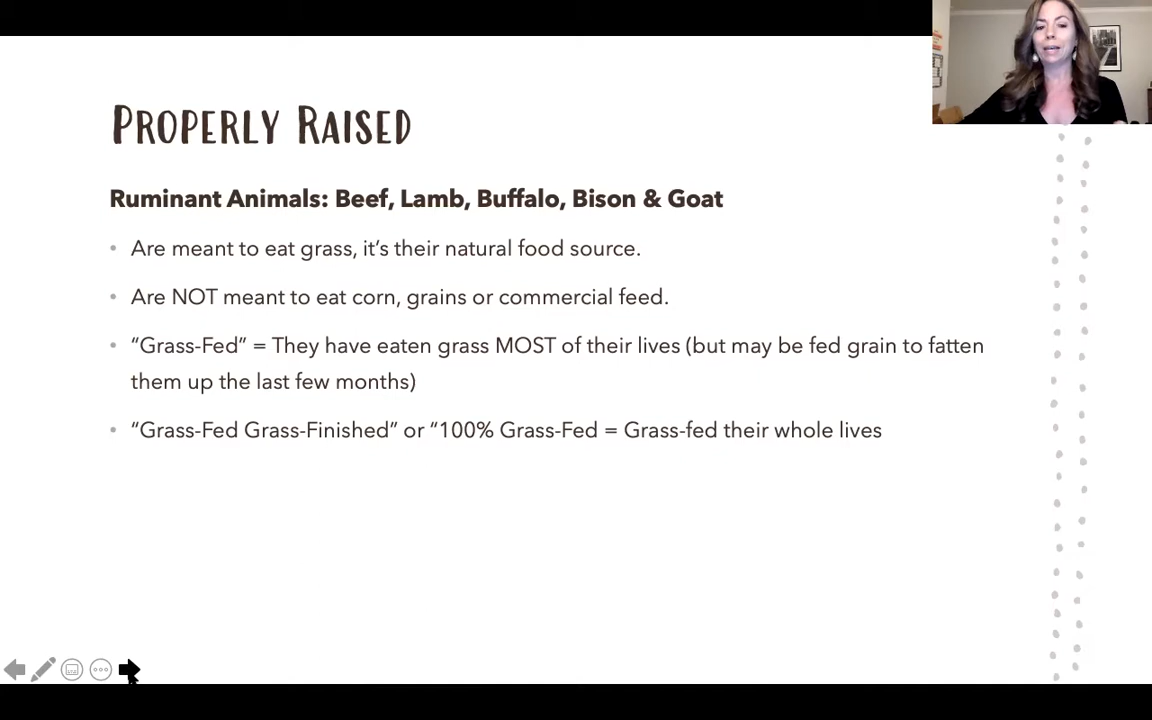 Properly Raised
Ruminant Animals: Beef, Lamb, Buffalo, Bison & Goat
• Are meant to eat grass, it’s their natural food source.
• Are NOT meant to eat corn, grains or commercial feed.
• “Grass-Fed” = They have eaten grass MOST of their lives (but may be fed grain to fatten
them up the last few months)
• “Grass-Fed Grass-Finished” or “100% Grass-Fed = Grass-fed their whole lives